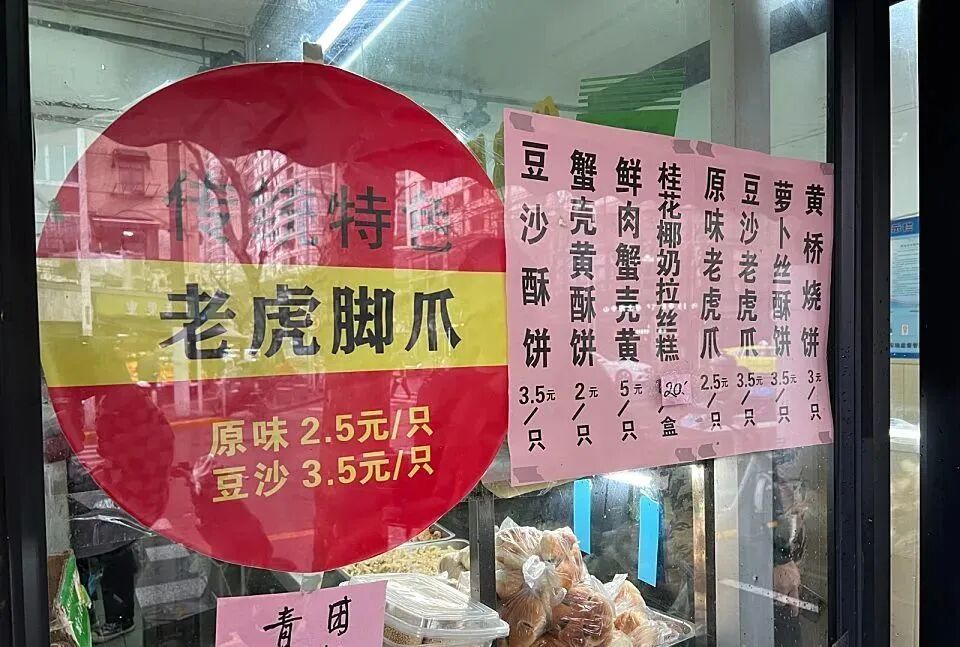 传统特色
老虎脚爪
原味 2.5元/只
豆沙 3.5元/只
黄桥烧饼 3元/只
萝卜丝酥饼 3.5元/只
豆沙老虎爪 3.5元/只
原味老虎爪 2.5元/只
桂花椰奶拉丝糕 20/盒
鲜肉蟹壳黄 5元/只
蟹壳黄酥饼 2元/只
豆沙酥饼 3.5元/只
青团